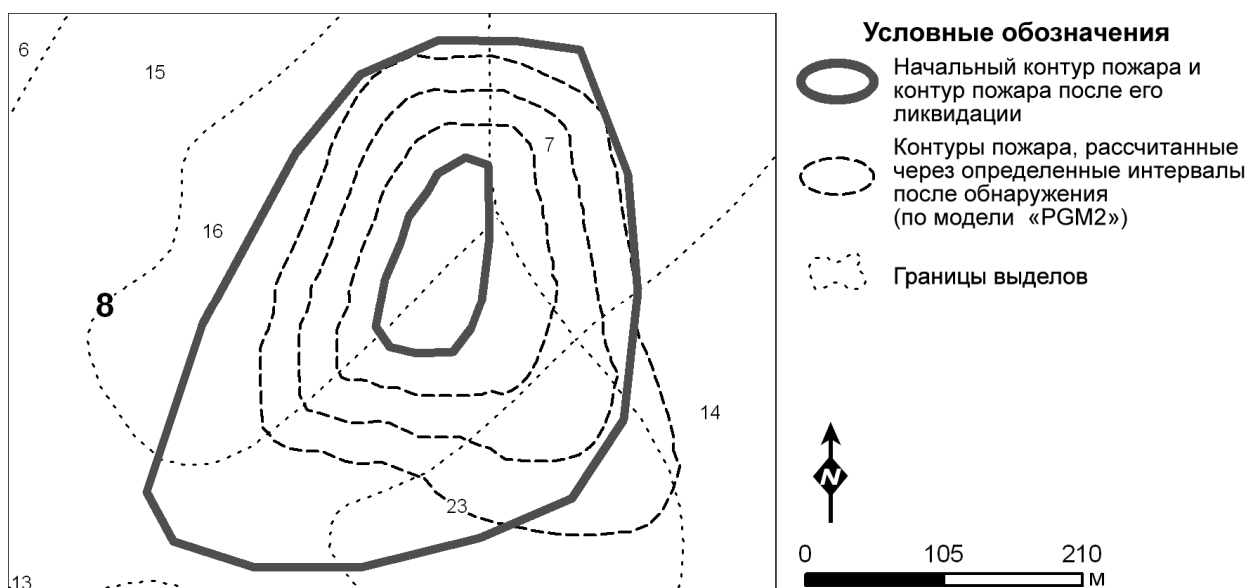 6
15
7
16
8
14
23
13
Условные обозначения
Начальный контур пожара и
контур пожара после его
ликвидации
Контуры пожара, рассчитанные
через определенные интервалы
после обнаружения
(по модели «PGM2»)
Границы выделов
N
0 105 210
м